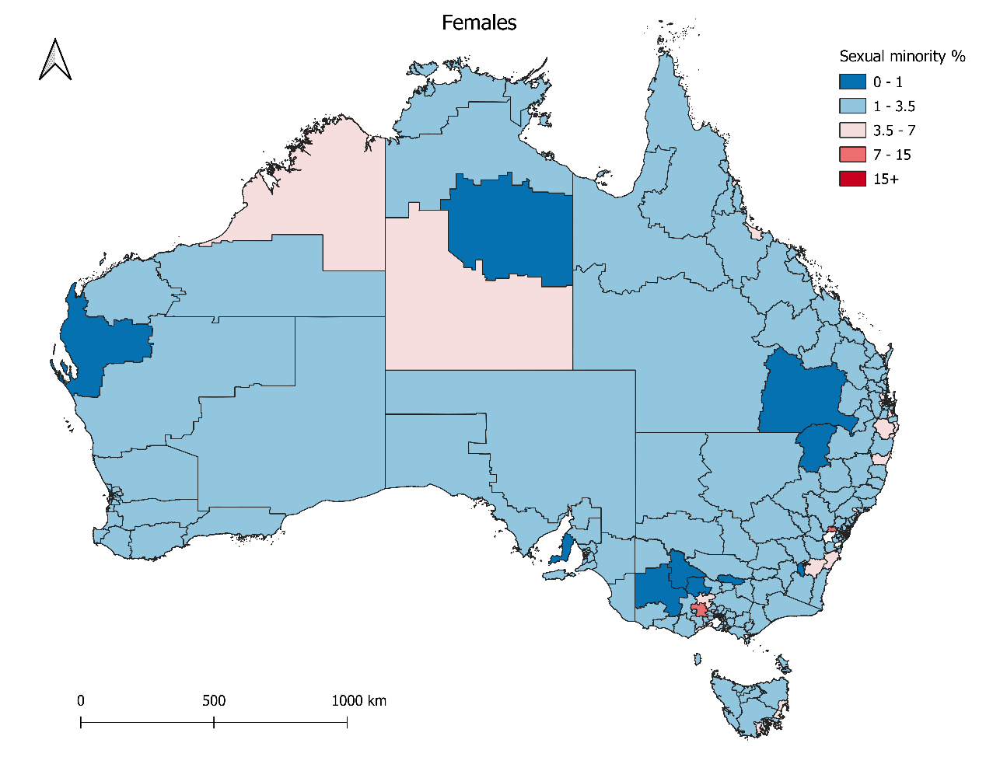 Females
Sexual minority %
0 - 1
1 - 3.5
3.5 - 7
7 - 15
15+
0 500 1000 km